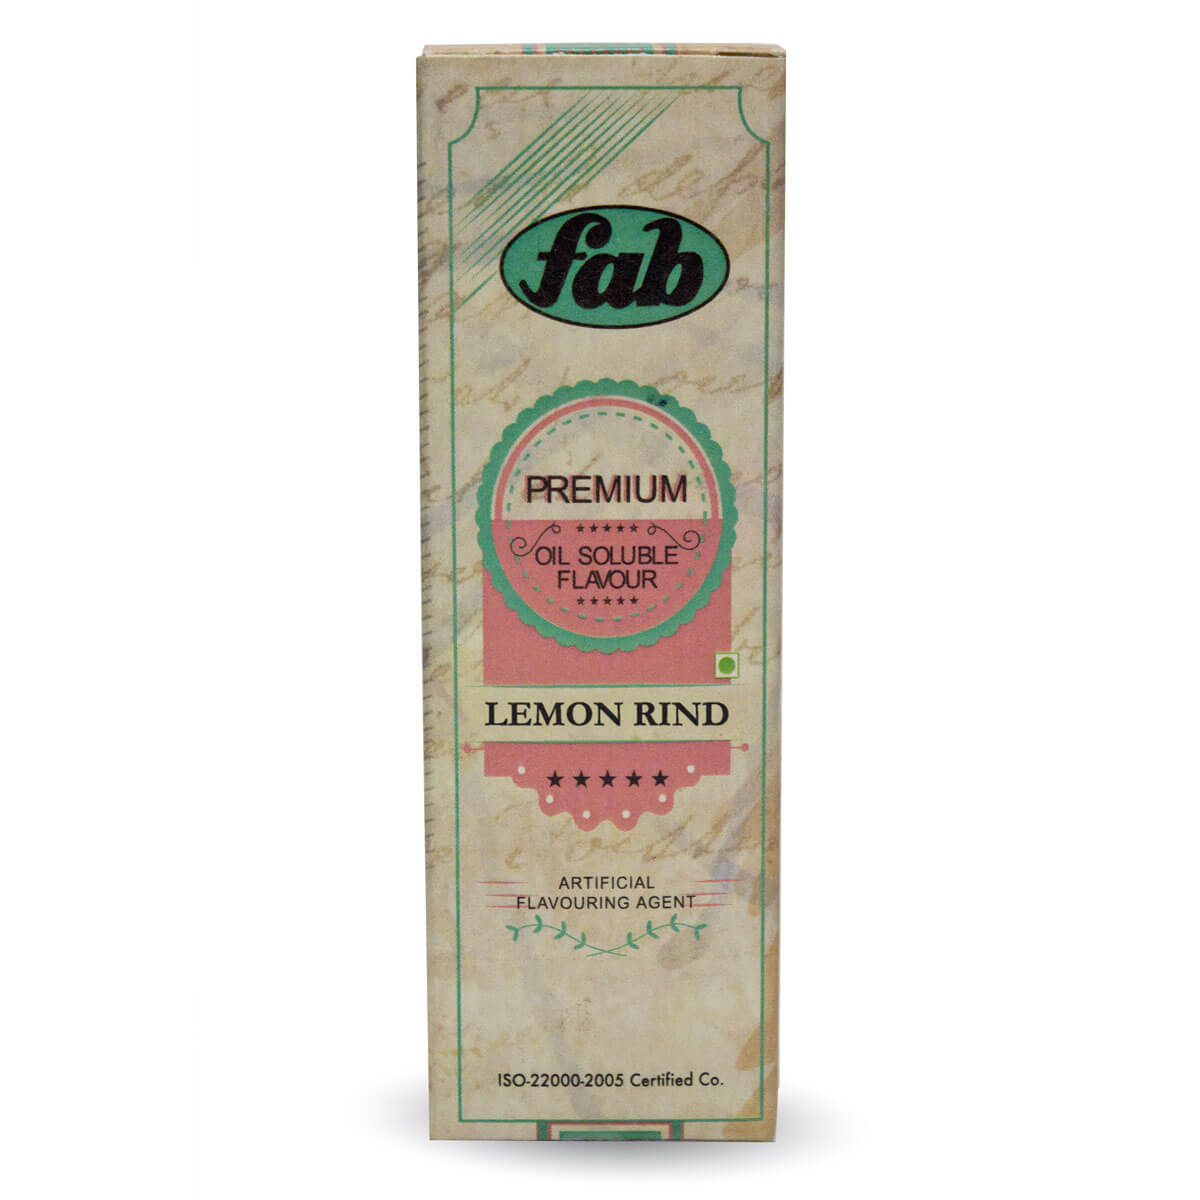 fab
PREMIUM
OIL SOLUBLE
FLAVOUR
LEMON RIND
ARTIFICIAL
FLAVOURING AGENT
ISO-22000-2005 Certified Co.